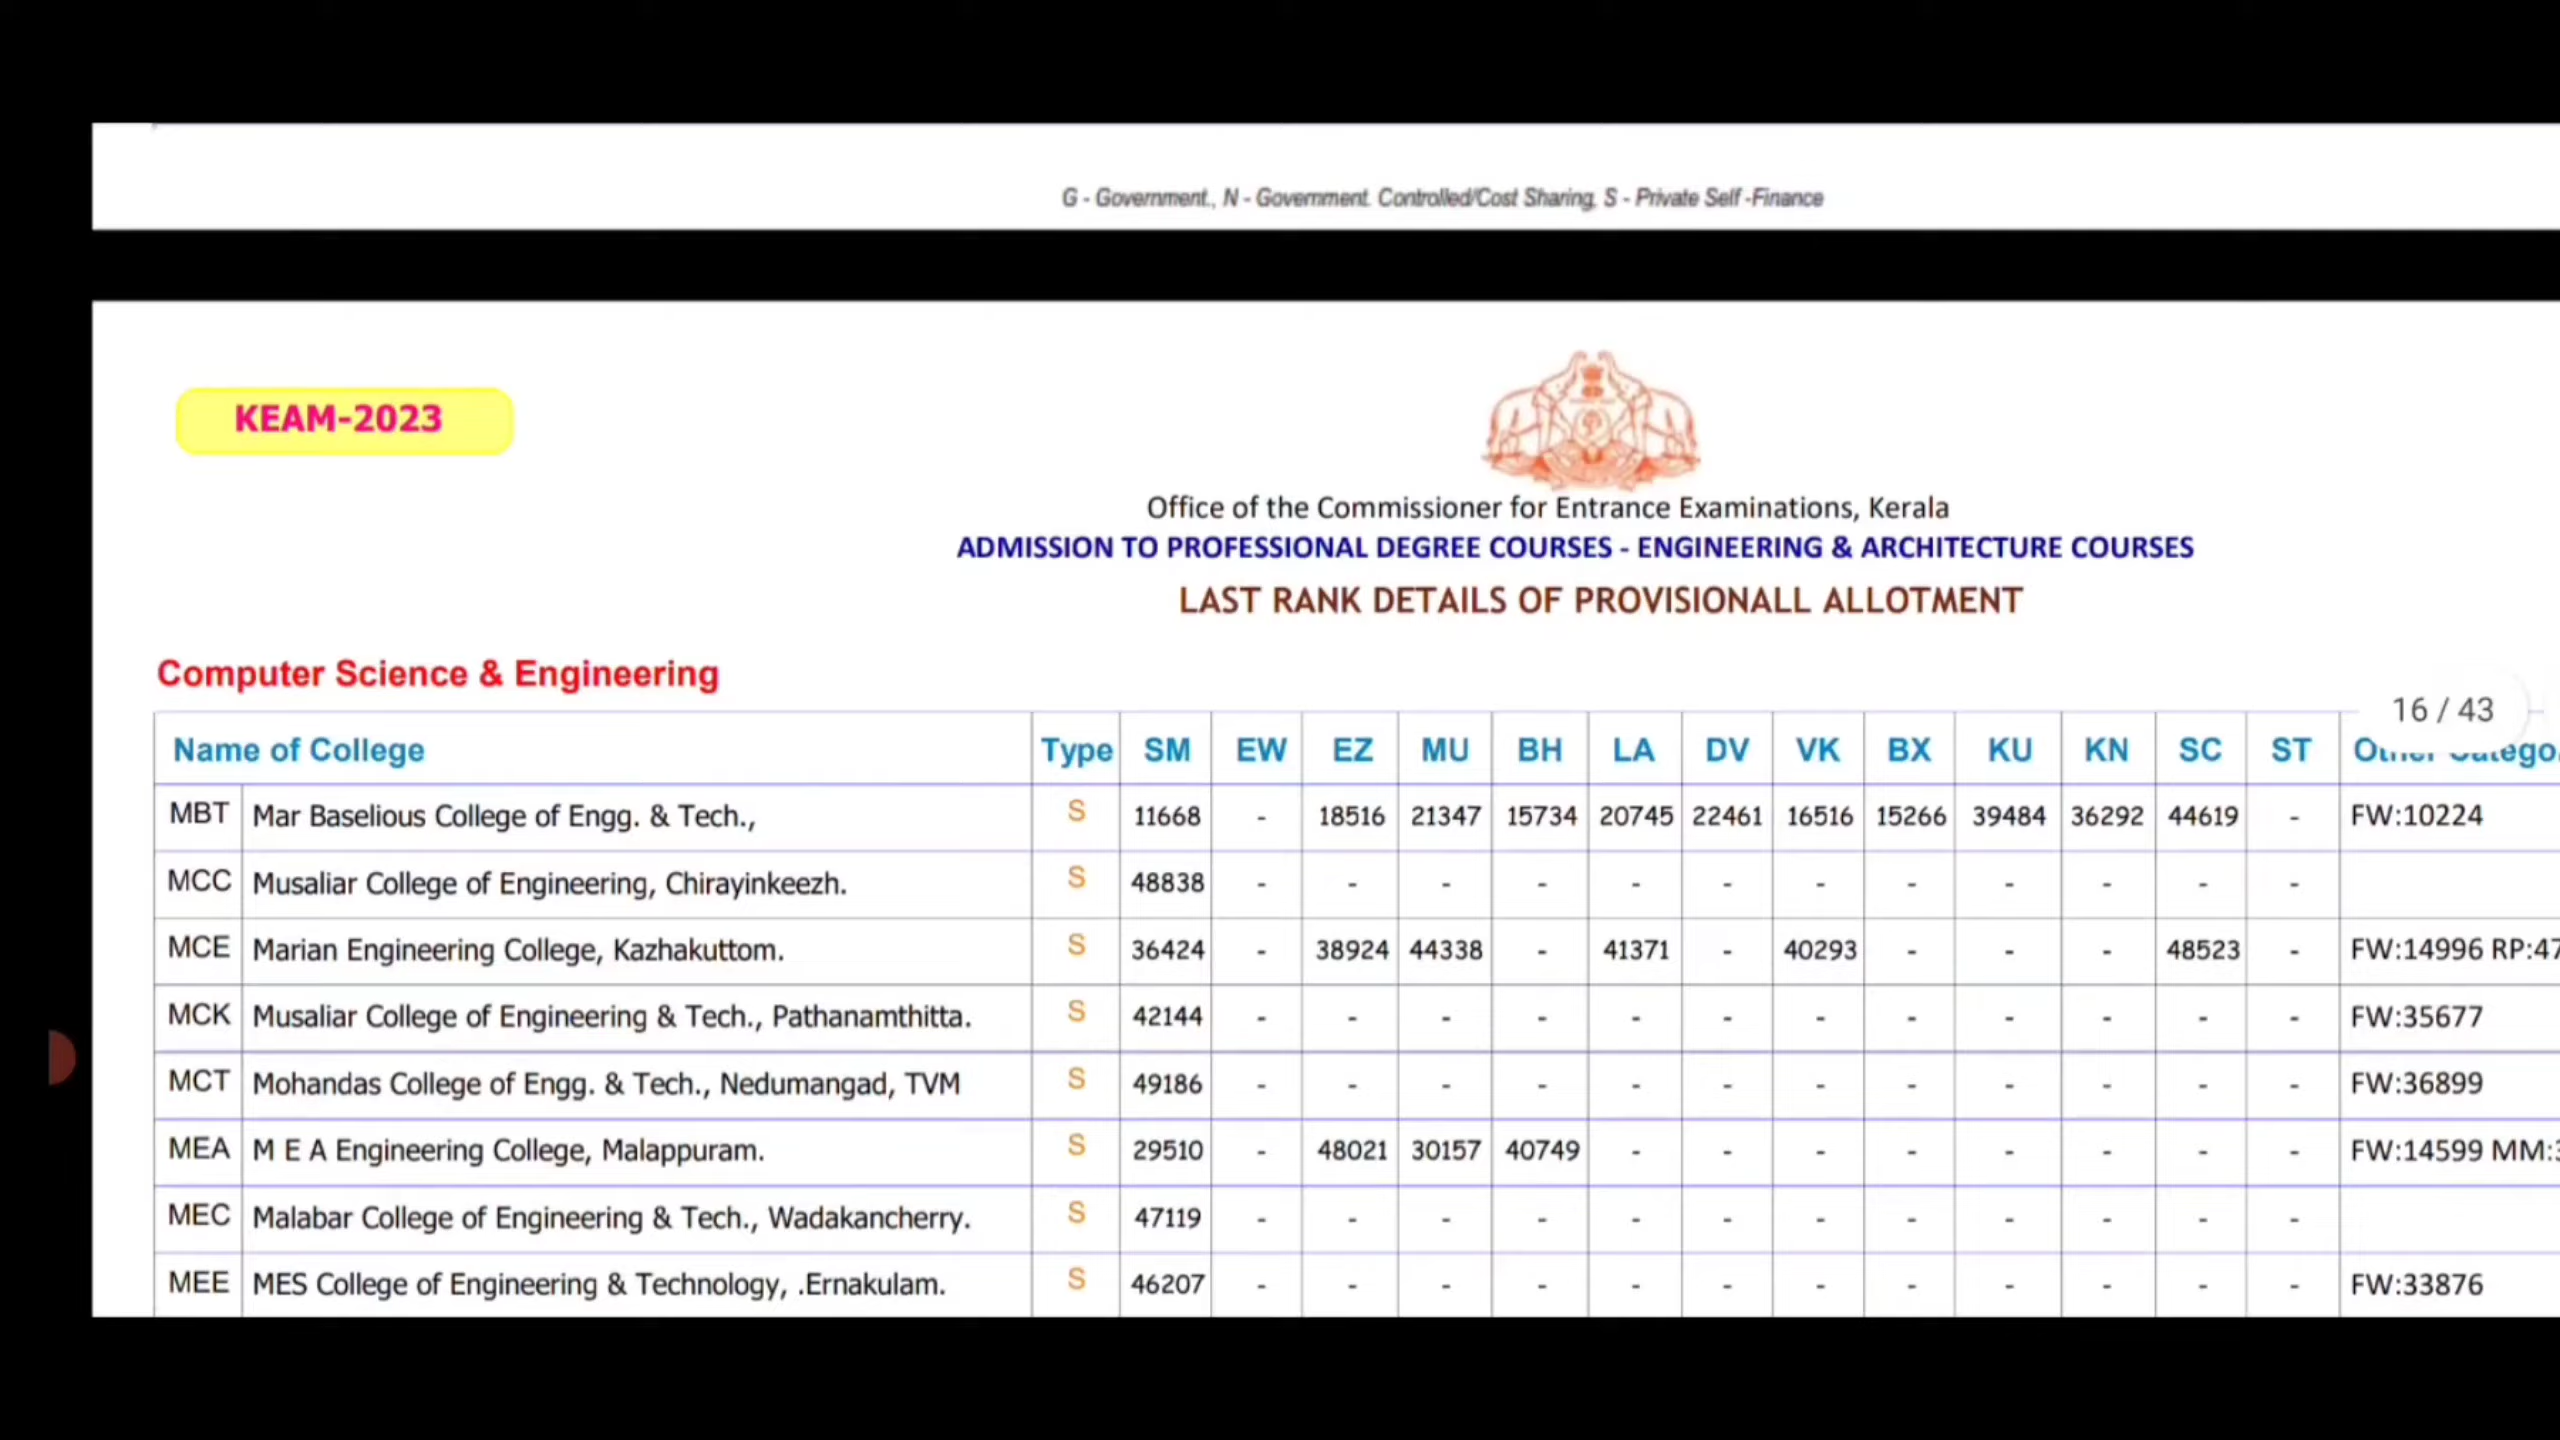 G - Government., N - Government. Controlled/Cost Sharing, S - Private Self -Finance
KEAM-2023
Office of the Commissioner for Entrance Examinations, Kerala
ADMISSION TO PROFESSIONAL DEGREE COURSES - ENGINEERING & ARCHITECTURE COURSES
LAST RANK DETAILS OF PROVISIONALL ALLOTMENT
Computer Science & Engineering
16 / 43
Name of College Type SM EW EZ MU BH LA DV VK BX KU KN SC ST
MBT Mar Baselious College of Engg. & Tech., S 11668 - 18516 21347 15734 20745 22461 16516 15266 39484 36292 44619 - FW:10224
MCC Musaliar College of Engineering, Chirayinkeezh. S 48838 - - - - - - - - - - - -
MCE Marian Engineering College, Kazhakuttom. S 36424 - 38924 44338 - 41371 - 40293 - - - 48523 - FW:14996 RP:47
MCK Musaliar College of Engineering & Tech., Pathanamthitta. S 42144 - - - - - - - - - - - - FW:35677
MCT Mohandas College of Engg. & Tech., Nedumangad, TVM S 49186 - - - - - - - - - - - - FW:36899
MEA M E A Engineering College, Malappuram. S 29510 - 48021 30157 40749 - - - - - - - - FW:14599 MM:3
MEC Malabar College of Engineering & Tech., Wadakancherry. S 47119 - - - - - - - - - - - -
MEE MES College of Engineering & Technology, .Ernakulam. S 46207 - - - - - - - - - - - - FW:33876